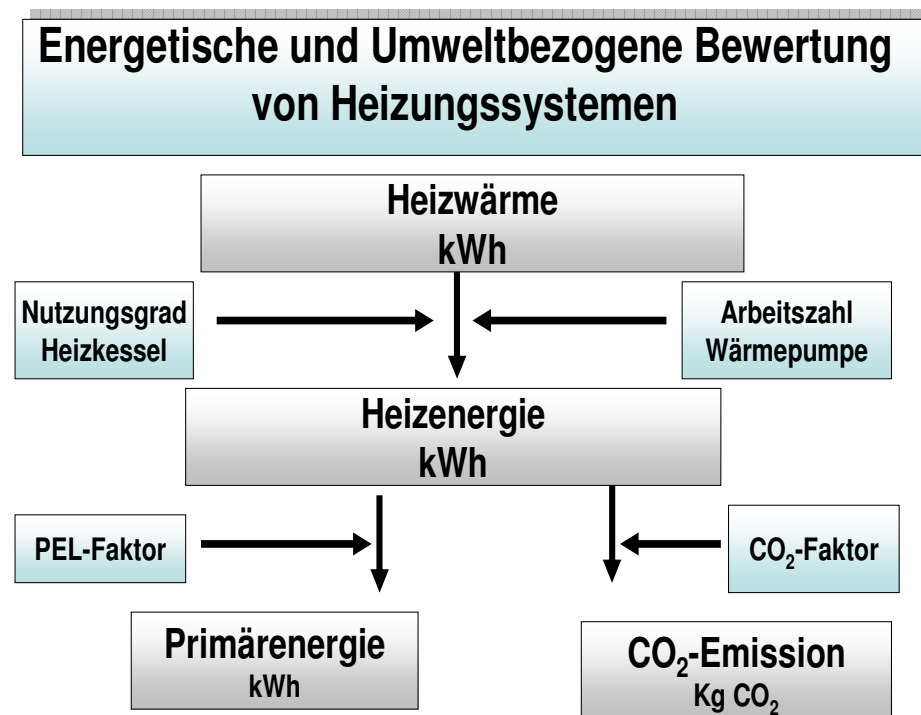 Energetische und Umweltbezogene Bewertung
von Heizungssystemen
Heizwärme
kWh
Nutzungsgrad
Heizkessel
Arbeitszahl
Wärmepumpe
Heizenergie
kWh
PEL-Faktor
CO₂-Faktor
Primärenergie
kWh
CO₂-Emission
Kg CO₂